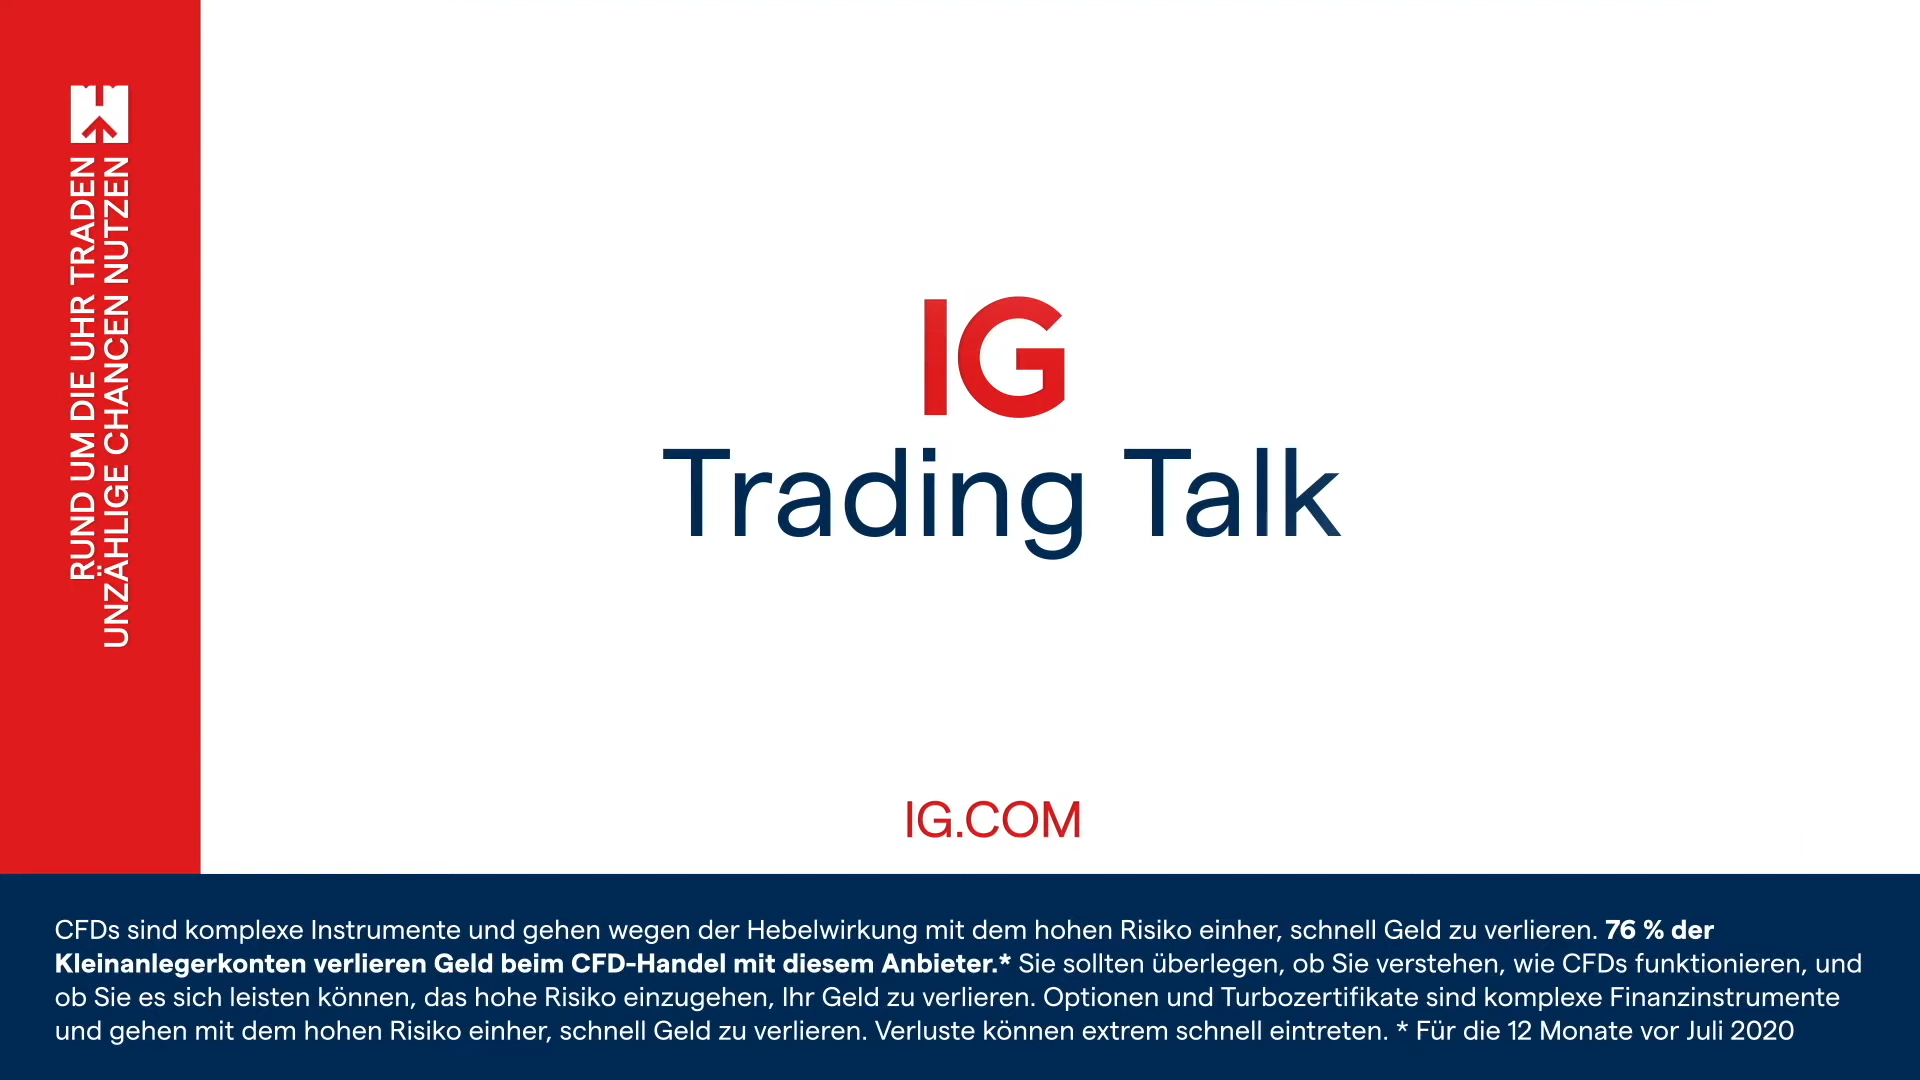 RUND UM DIE UHR TRADEN
UNZÄHLIGE CHANCEN NUTZEN
IG
Trading Talk
IG.COM
CFDs sind komplexe Instrumente und gehen wegen der Hebelwirkung mit dem hohen Risiko einher, schnell Geld zu verlieren. 76 % der
Kleinanlegerkonten verlieren Geld beim CFD-Handel mit diesem Anbieter.* Sie sollten überlegen, ob Sie verstehen, wie CFDs funktionieren, und
ob Sie es sich leisten können, das hohe Risiko einzugehen, Ihr Geld zu verlieren. Optionen und Turbozertifikate sind komplexe Finanzinstrumente
und gehen mit dem hohen Risiko einher, schnell Geld zu verlieren. Verluste können extrem schnell eintreten. * Für die 12 Monate vor Juli 2020